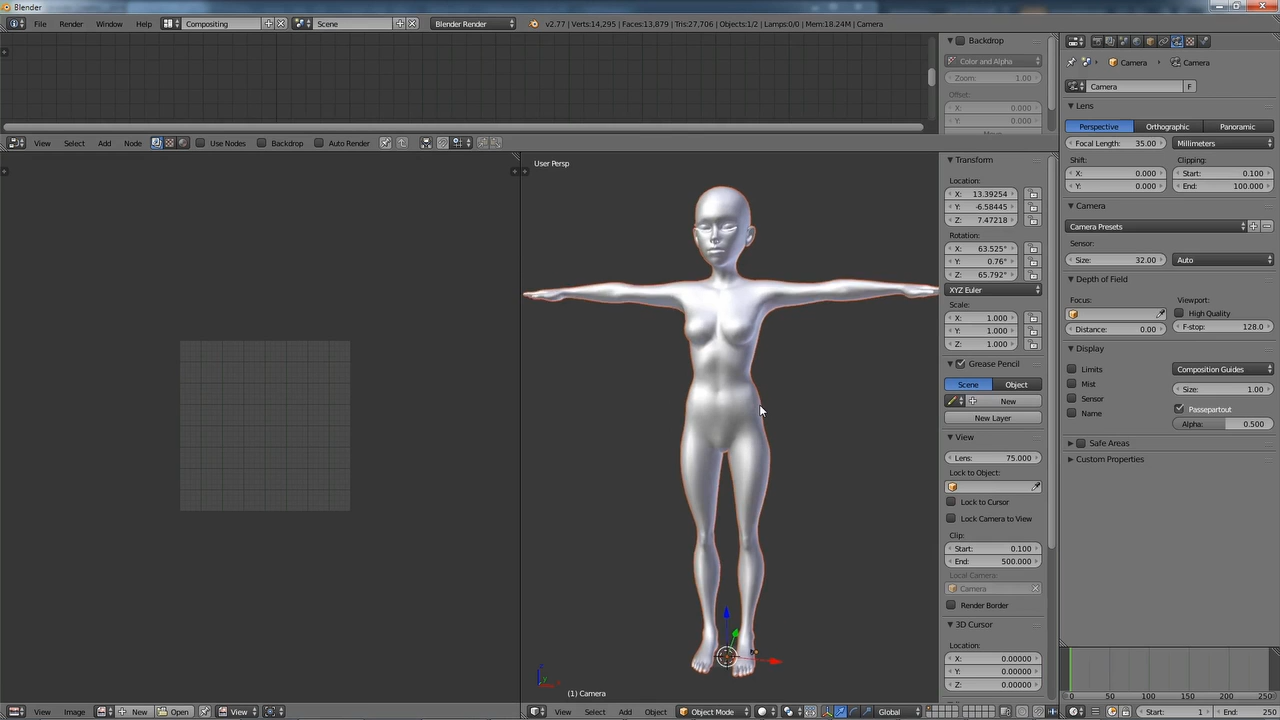 Blender
File Render Window Help Compositing Scene Blender Render v2.77 | Verts:14,295 | Faces:13,879 | Tris:27,706 | Objects:1/2 | Lamps:0/0 | Mem:18.24M | Camera
Backdrop
Color and Alpha
Zoom: 1.00
Offset:
X: 0.000
Y: 0.000
Move
View Select Add Node Use Nodes Backdrop Auto Render
User Persp
(1) Camera
Transform
Location:
X: 13.39254
Y: -6.58445
Z: 7.47218
Rotation:
X: 63.525°
Y: 0.76°
Z: 65.792°
XYZ Euler
Scale:
X: 1.000
Y: 1.000
Z: 1.000
Grease Pencil
Scene Object
New
New Layer
View
Lens: 75.000
Lock to Object:
Lock to Cursor
Lock Camera to View
Clip:
Start: 0.100
End: 500.000
Local Camera:
Camera
Render Border
3D Cursor
Location:
X: 0.00000
Y: 0.00000
Z: 0.00000
Camera Camera
Camera F
Lens
Perspective Orthographic Panoramic
Focal Length: 35.00 Millimeters
Shift: Clipping:
X: 0.000 Start: 0.100
Y: 0.000 End: 100.000
Camera
Camera Presets
Sensor:
Size: 32.00 Auto
Depth of Field
Focus: Viewport:
High Quality
Distance: 0.00 F-stop: 128.0
Display
Limits Composition Guides
Mist Size: 1.00
Sensor Passepartout
Name Alpha: 0.500
Safe Areas
Custom Properties
0 50 100 150 200 250
View Image New Open View
View Select Add Object Object Mode Global
Start: 1 End: 250